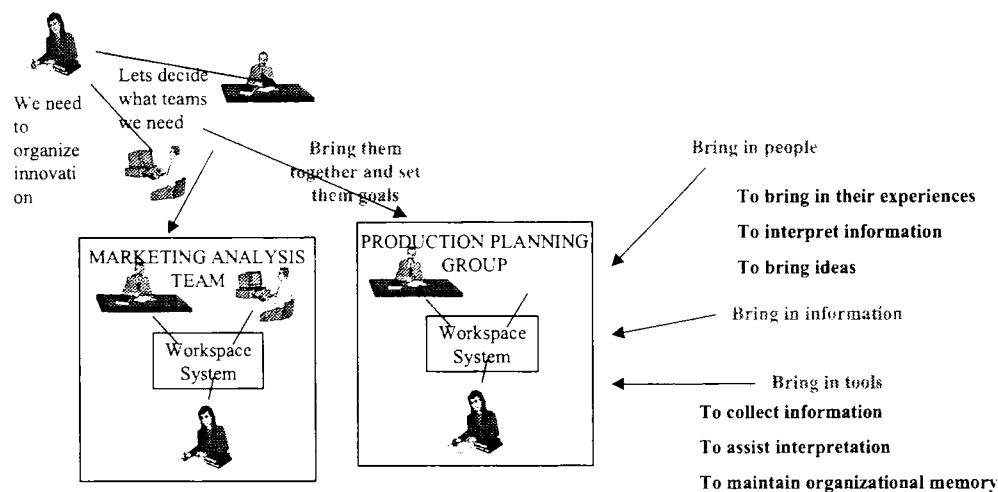 Lets decide
what teams
we need
We need
to
organize
innovati
on
Bring them
together and set
them goals
MARKETING ANALYSIS
TEAM
Workspace
System
PRODUCTION PLANNING
GROUP
Workspace
System
Bring in people
To bring in their experiences
To interpret information
To bring ideas
Bring in information
Bring in tools
To collect information
To assist interpretation
To maintain organizational memory